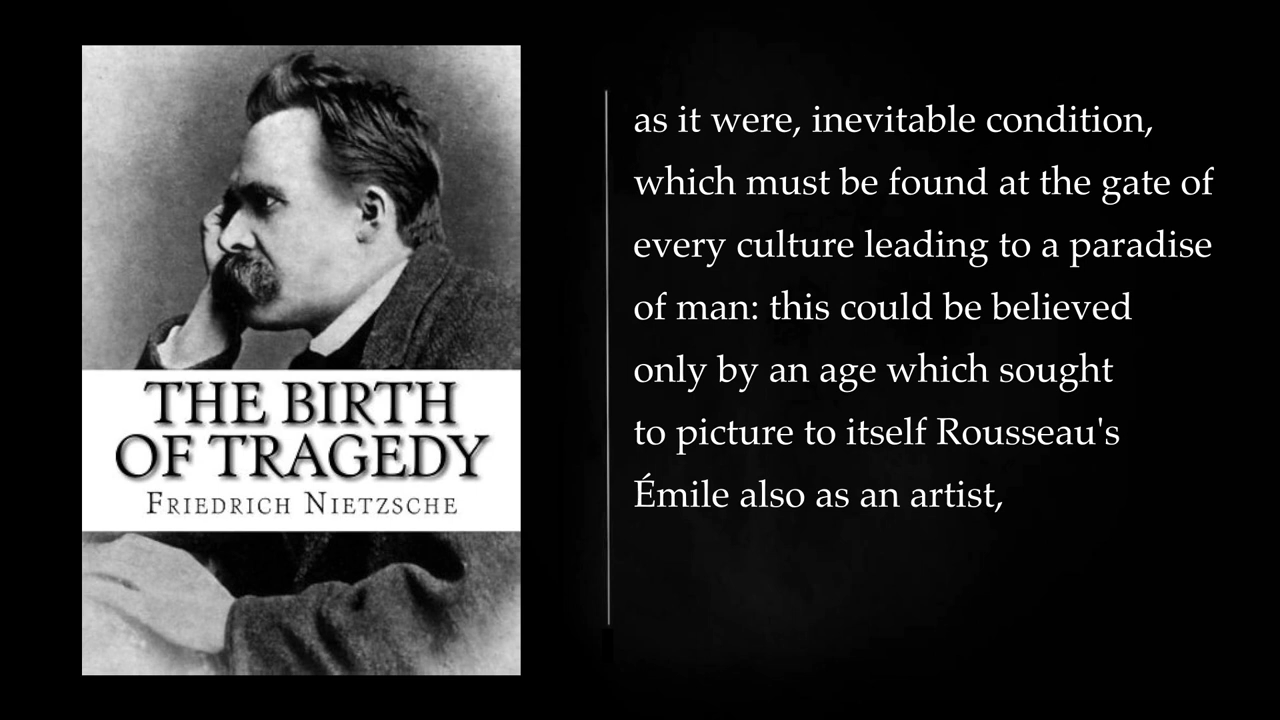 THE BIRTH
OF TRAGEDY
FRIEDRICH NIETZSCHE
as it were, inevitable condition,
which must be found at the gate of
every culture leading to a paradise
of man: this could be believed
only by an age which sought
to picture to itself Rousseau's
Émile also as an artist,